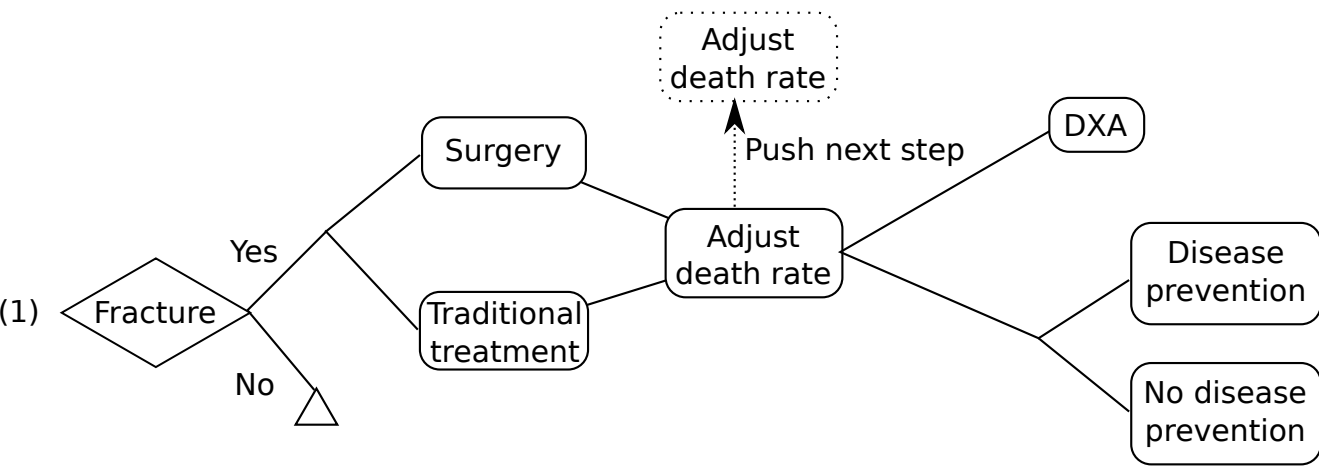 Adjust
death rate
Push next step
DXA
Surgery
Adjust
death rate
Yes
Disease
prevention
(1)
Fracture
Traditional
treatment
No
No disease
prevention